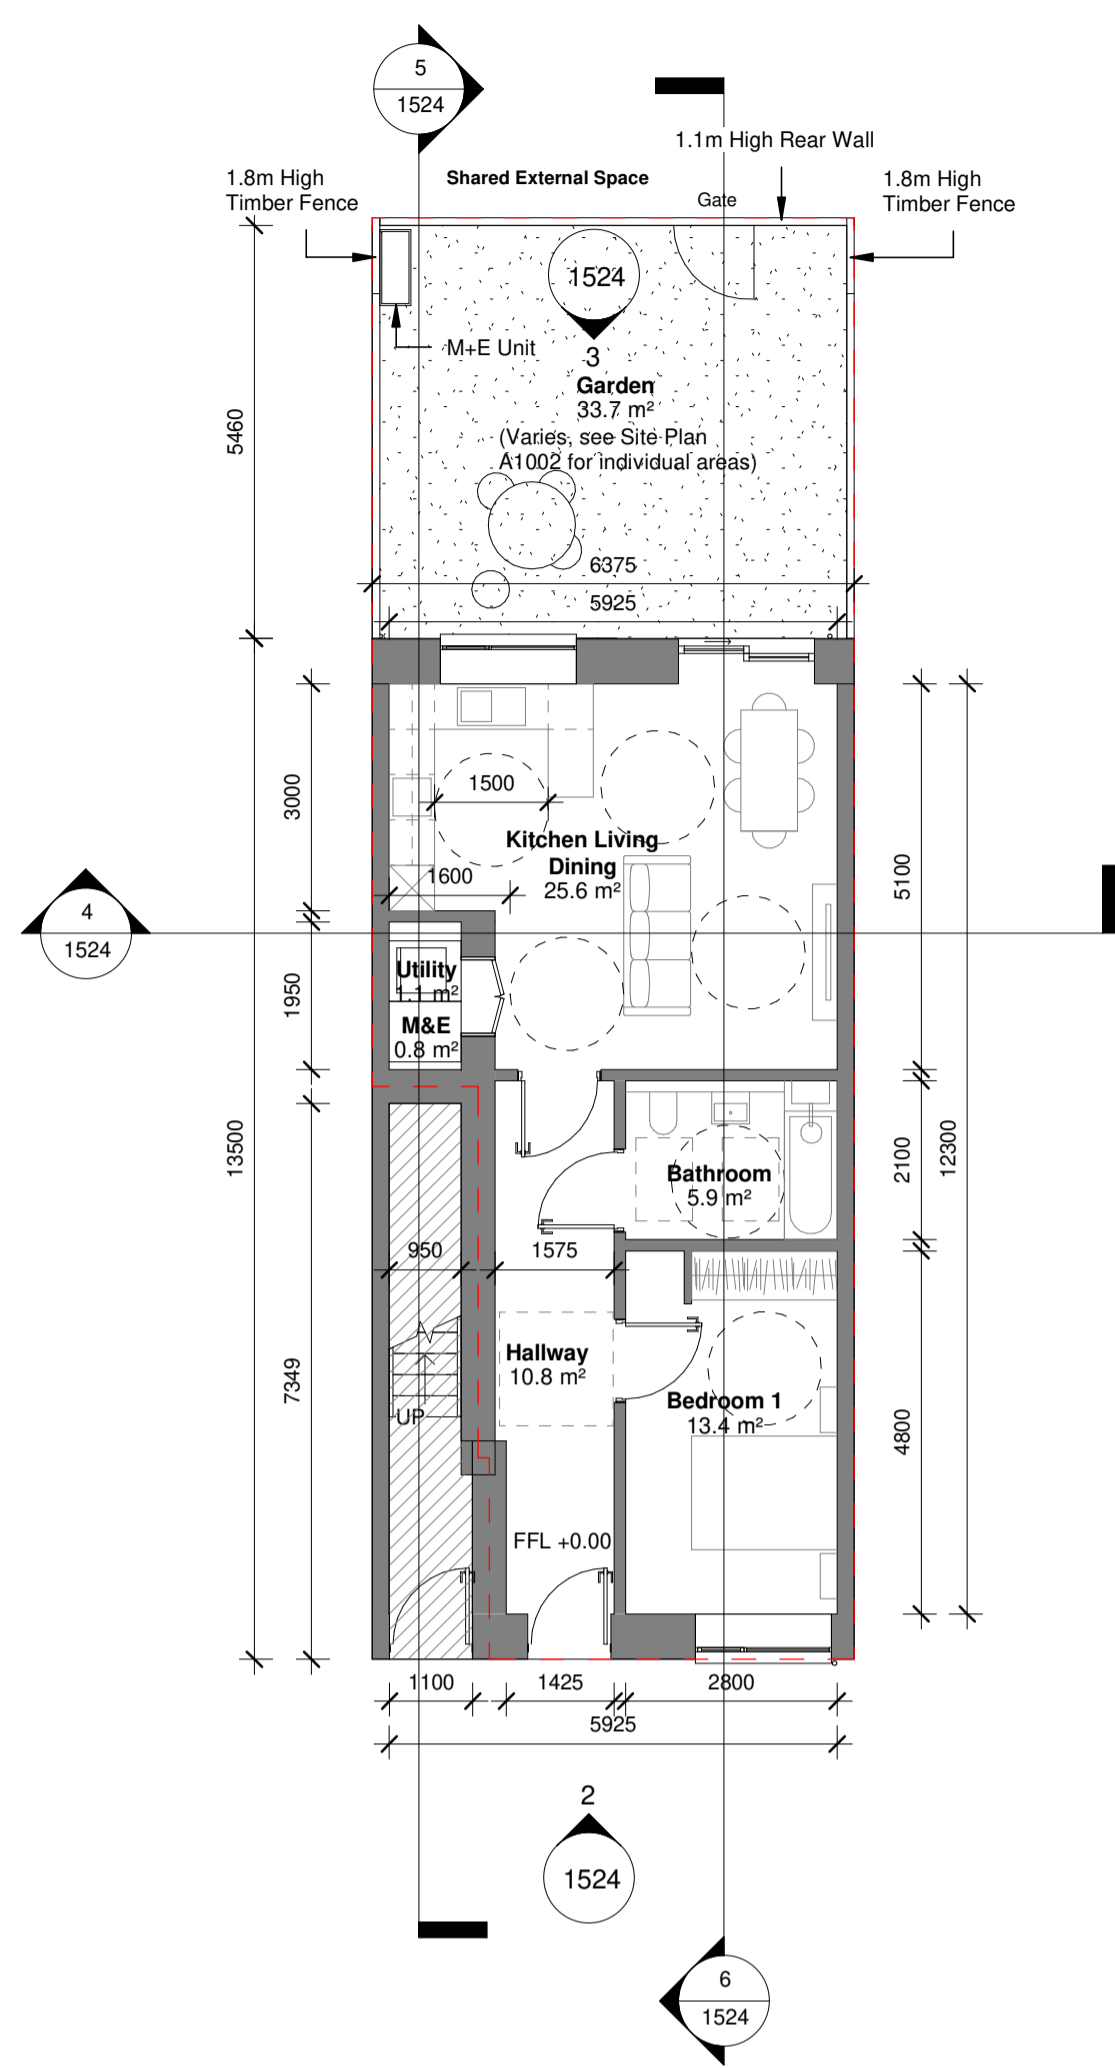 5
1524
1.1m High Rear Wall
1.8m High
Timber Fence
Shared External Space
Gate
1.8m High
Timber Fence
1524
3
M+E Unit
Garden
33.7 m²
(Varies, see Site Plan
A1002 for individual areas)
5460
6375
5925
3000
1500
Kitchen Living
Dining
25.6 m²
1600
5100
4
1524
Utility
1.1 m²
M&E
0.8 m²
1950
13500
Bathroom
5.9 m²
2100
12300
950
1575
Hallway
10.8 m²
7349
UP
Bedroom 1
13.4 m²
4800
FFL +0.00
1100
1425
2800
5925
2
1524
6
1524